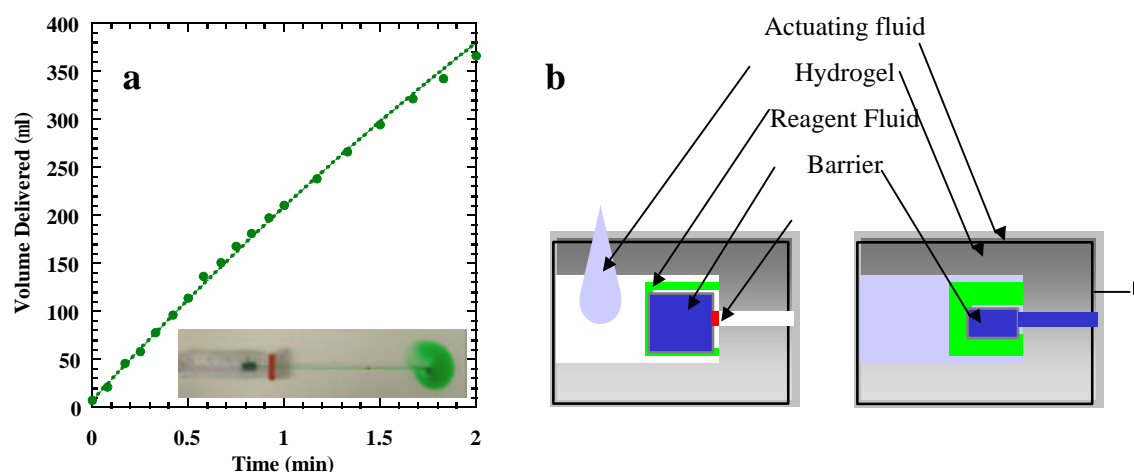 a
400
350
300
250
200
150
100
50
0
Volume Delivered (ml)
0
0.5
1
1.5
2
Time (min)
b
Actuating fluid
Hydrogel
Reagent Fluid
Barrier